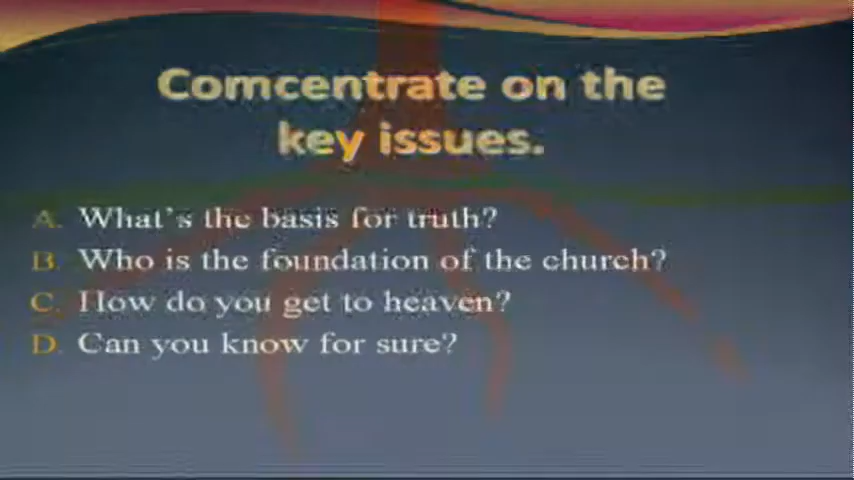 Comcentrate on the
key issues.
A. What's the basis for truth?
B. Who is the foundation of the church?
C. How do you get to heaven?
D. Can you know for sure?